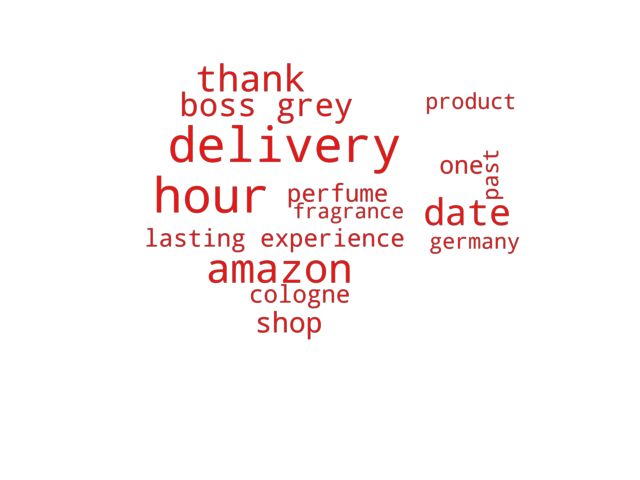 thank
boss grey
product
delivery
one
past
hour
perfume
fragrance
date
lasting experience
germany
amazon
cologne
shop